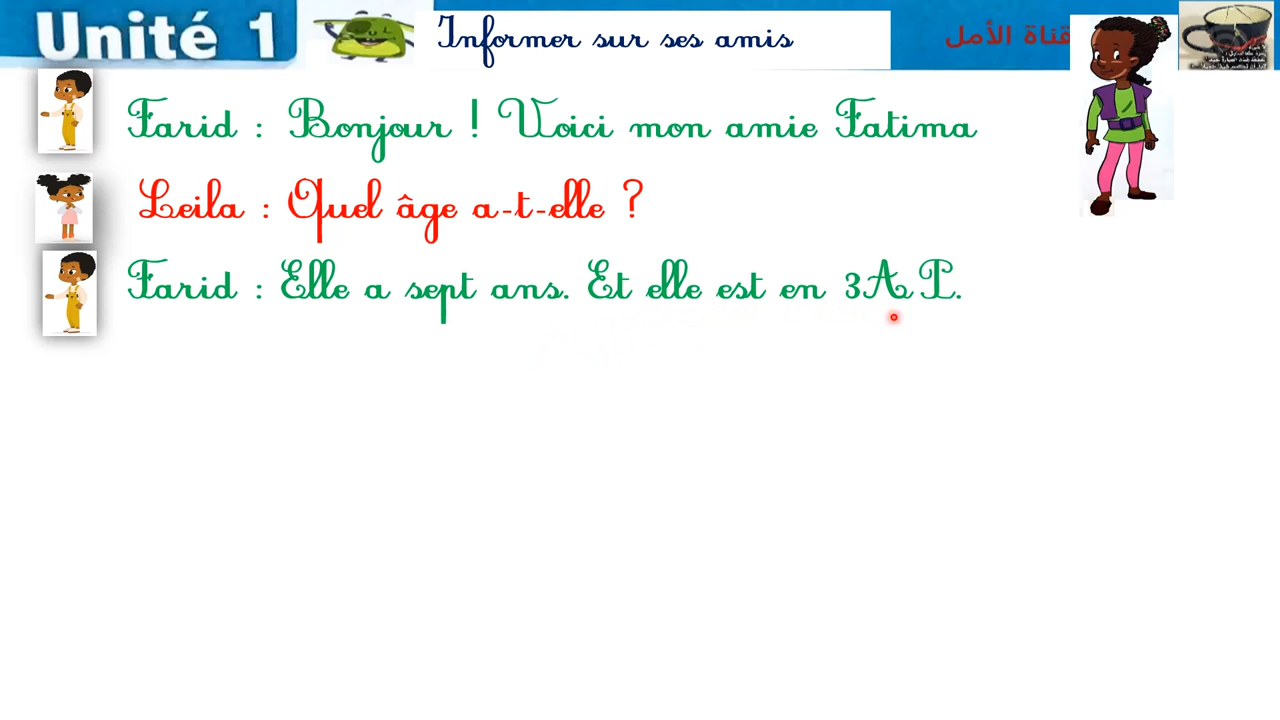 Unité 1
Informer sur ses amis
قناة الأمل
Farid : Bonjour ! Voici mon amie Fatima
Leila : Quel âge a-t-elle ?
Farid : Elle a sept ans. Et elle est en 3A P.